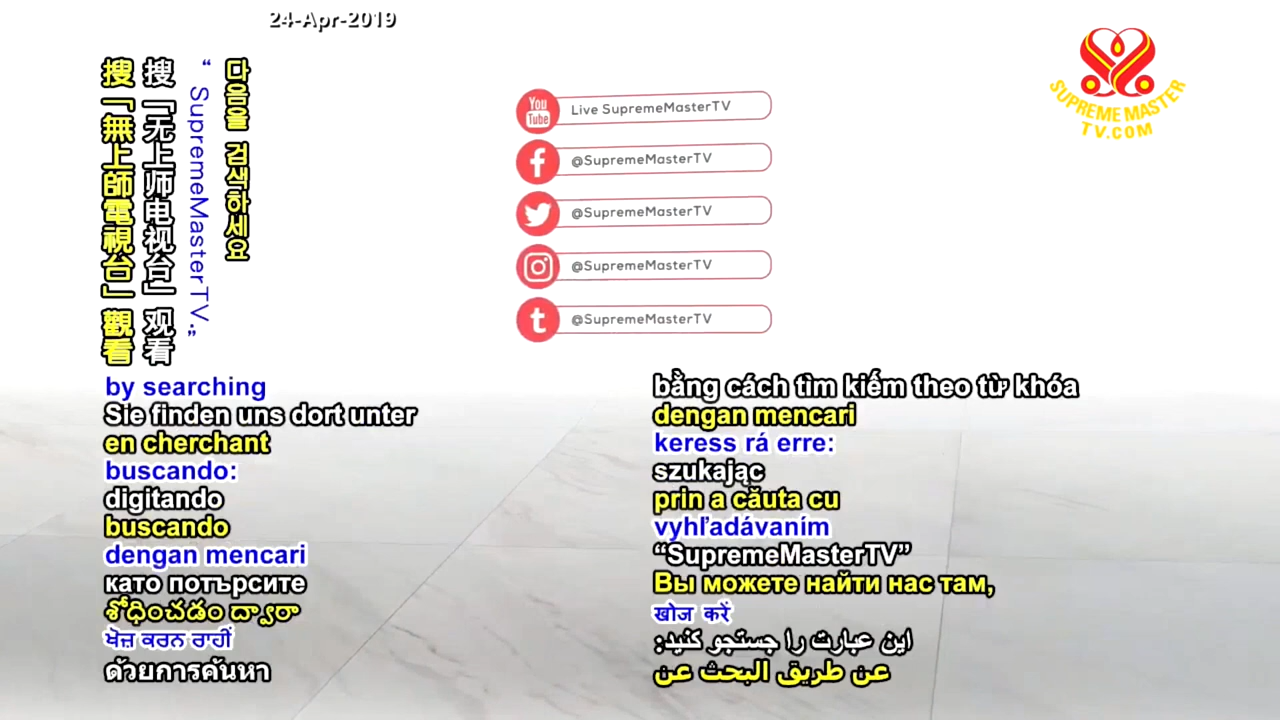 24-Apr-2019
SUPREME MASTER
TV.COM
You
Tube
Live SupremeMasterTV
@SupremeMasterTV
@SupremeMasterTV
@SupremeMasterTV
@SupremeMasterTV
다음을 검색하세요
“SupremeMasterTV.”
搜「无上师电视台」观看
搜「無上師電視台」觀看
by searching
Sie finden uns dort unter
en cherchant
buscando:
digitando
buscando
dengan mencari
като потърсите
శోధించడం ద్వారా
ਖੋਜ਼ ਕਰਨ ਰਾਹੀਂ
ด้วยการค้นหา
bằng cách tìm kiếm theo từ khóa
dengan mencari
keress rá erre:
szukając
prin a căuta cu
vyhľadávaním
“SupremeMasterTV”
Вы можете найти нас там,
खोज करें
این عبارت را جستجو کنید:
عن طريق البحث عن